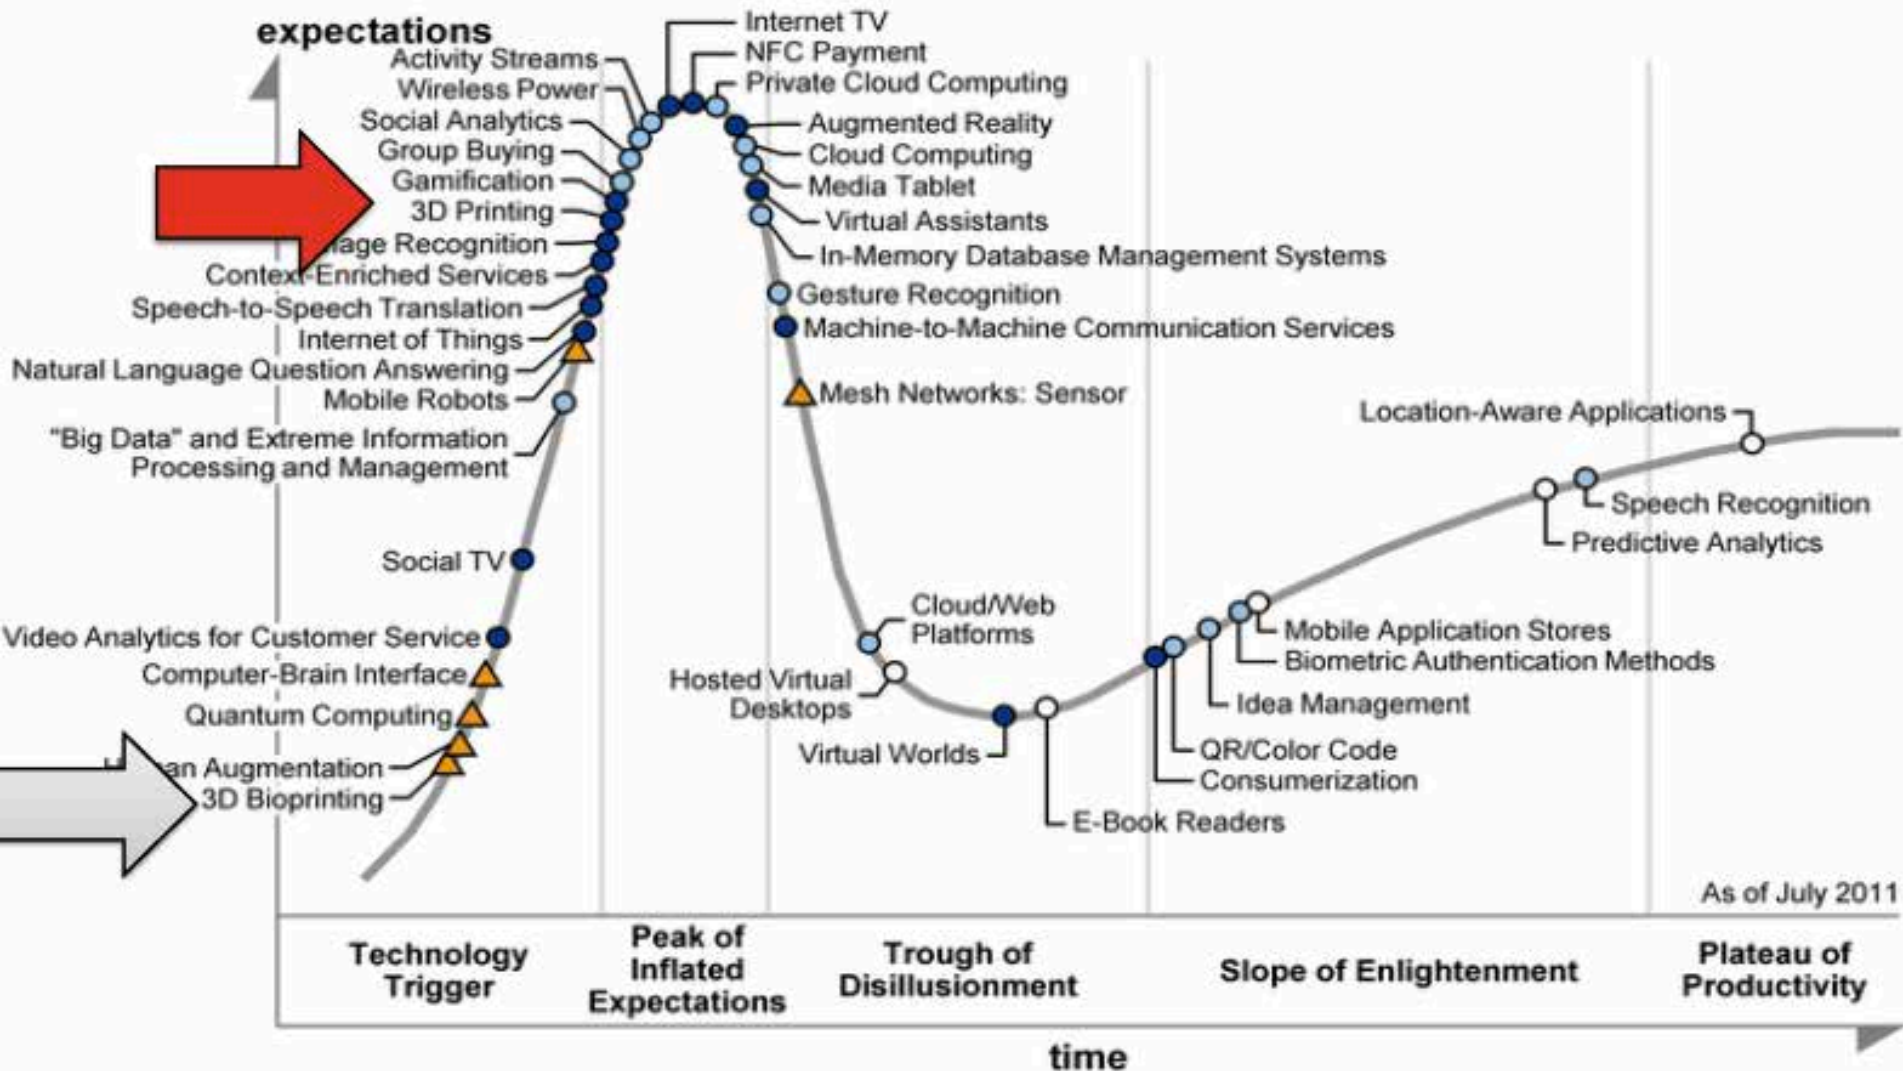 expectations
Internet TV
NFC Payment
Private Cloud Computing
Activity Streams
Wireless Power
Social Analytics
Group Buying
Gamification
3D Printing
Recognition
Context-Enriched Services
Speech-to-Speech Translation
Internet of Things
Natural Language Question Answering
Mobile Robots
"Big Data" and Extreme Information
Processing and Management
Social TV
Video Analytics for Customer Service
Computer-Brain Interface
Quantum Computing
Augmentation
3D Bioprinting
Augmented Reality
Cloud Computing
Media Tablet
Virtual Assistants
In-Memory Database Management Systems
Gesture Recognition
Machine-to-Machine Communication Services
Mesh Networks: Sensor
Cloud/Web
Platforms
Hosted Virtual
Desktops
Virtual Worlds
E-Book Readers
Consumerization
QR/Color Code
Idea Management
Biometric Authentication Methods
Mobile Application Stores
Predictive Analytics
Speech Recognition
Location-Aware Applications
As of July 2011
Technology
Trigger
Peak of
Inflated
Expectations
Trough of
Disillusionment
Slope of Enlightenment
Plateau of
Productivity
time